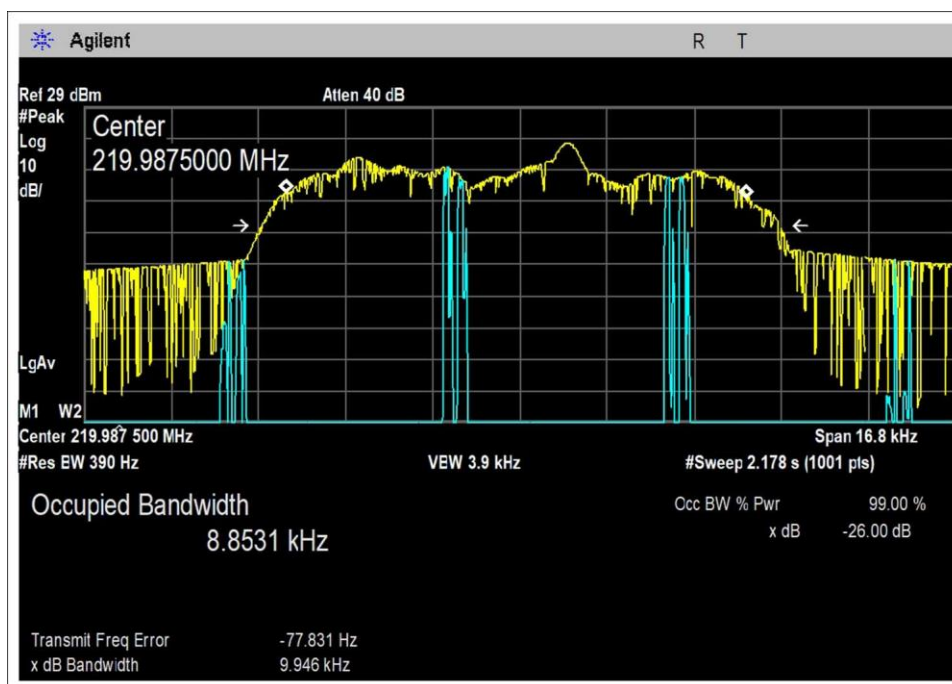 Agilent R T
Ref 29 dBm Atten 40 dB
#Peak
Log
10
dB/
Center
219.9875000 MHz
LgAv
M1 W2
Center 219.987 500 MHz Span 16.8 kHz
#Res BW 390 Hz VBW 3.9 kHz #Sweep 2.178 s (1001 pts)
Occupied Bandwidth
8.8531 kHz
Occ BW % Pwr 99.00 %
x dB -26.00 dB
Transmit Freq Error -77.831 Hz
x dB Bandwidth 9.946 kHz